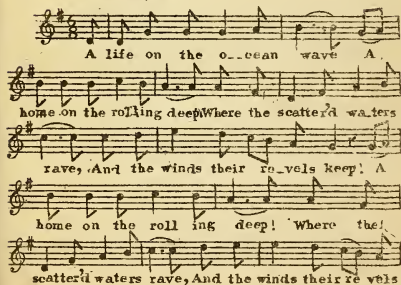 A life on the o__cean wave A
home on the rolling deep!Where the scatter'd wa_ters
rave, And the winds their re_vels keep! A
home on the roll ing deep! Where the
scatter'd waters rave, And the winds their re vels